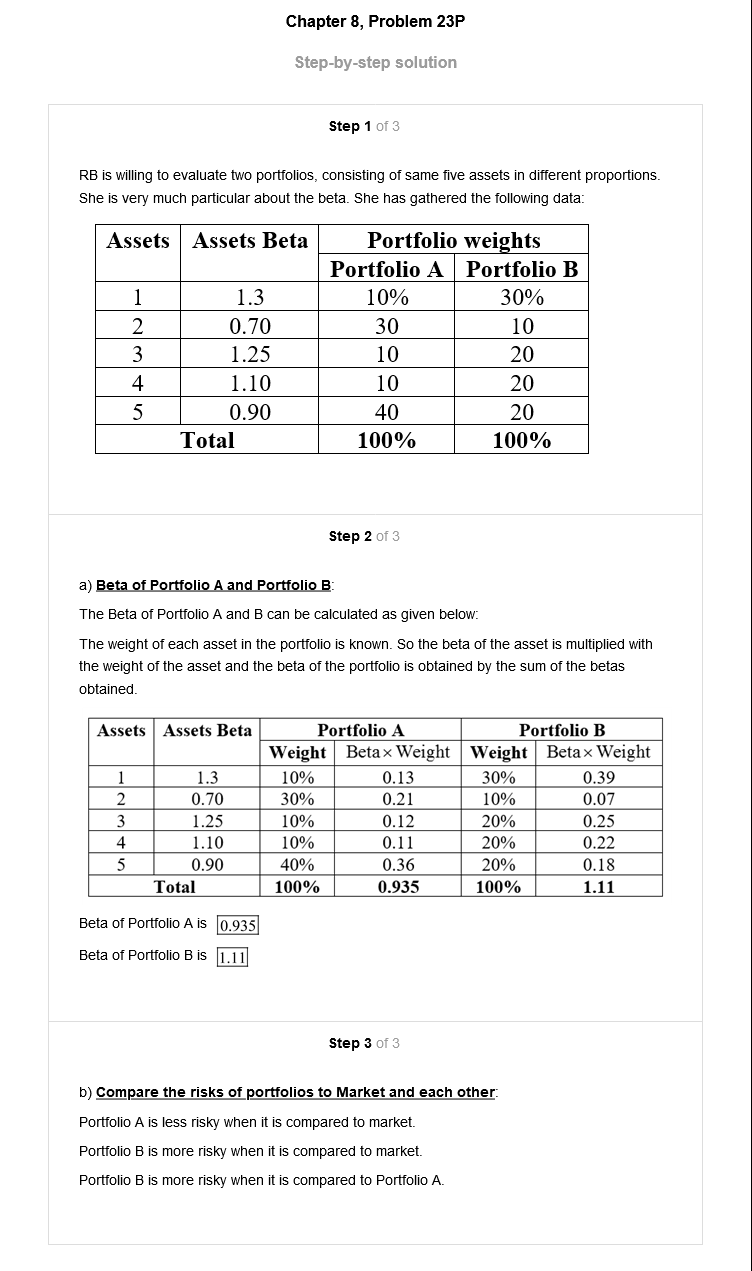 Chapter 8, Problem 23P
Step-by-step solution
Step 1 of 3
RB is willing to evaluate two portfolios, consisting of same five assets in different proportions.
She is very much particular about the beta. She has gathered the following data:
Assets Assets Beta Portfolio weights
Portfolio A Portfolio B
1 1.3 10% 30%
2 0.70 30 10
3 1.25 10 20
4 1.10 10 20
5 0.90 40 20
Total 100% 100%
Step 2 of 3
a) Beta of Portfolio A and Portfolio B:
The Beta of Portfolio A and B can be calculated as given below:
The weight of each asset in the portfolio is known. So the beta of the asset is multiplied with
the weight of the asset and the beta of the portfolio is obtained by the sum of the betas
obtained.
Assets Assets Beta Portfolio A Portfolio B
Weight Beta× Weight Weight Beta× Weight
1 1.3 10% 0.13 30% 0.39
2 0.70 30% 0.21 10% 0.07
3 1.25 10% 0.12 20% 0.25
4 1.10 10% 0.11 20% 0.22
5 0.90 40% 0.36 20% 0.18
Total 100% 0.935 100% 1.11
Beta of Portfolio A is 0.935
Beta of Portfolio B is 1.11
Step 3 of 3
b) Compare the risks of portfolios to Market and each other:
Portfolio A is less risky when it is compared to market.
Portfolio B is more risky when it is compared to market.
Portfolio B is more risky when it is compared to Portfolio A.